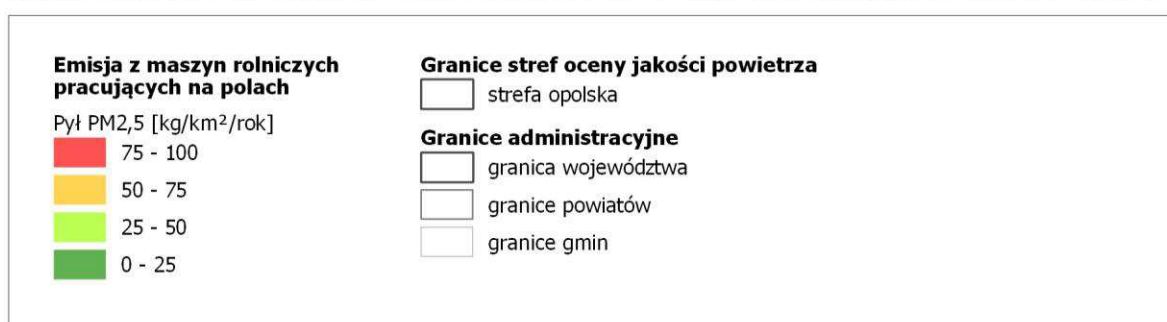 Emisja z maszyn rolniczych
pracujących na polach
Pył PM2,5 [kg/km²/rok]
75 - 100
50 - 75
25 - 50
0 - 25
Granice stref oceny jakości powietrza
strefa opolska
Granice administracyjne
granica województwa
granice powiatów
granice gmin